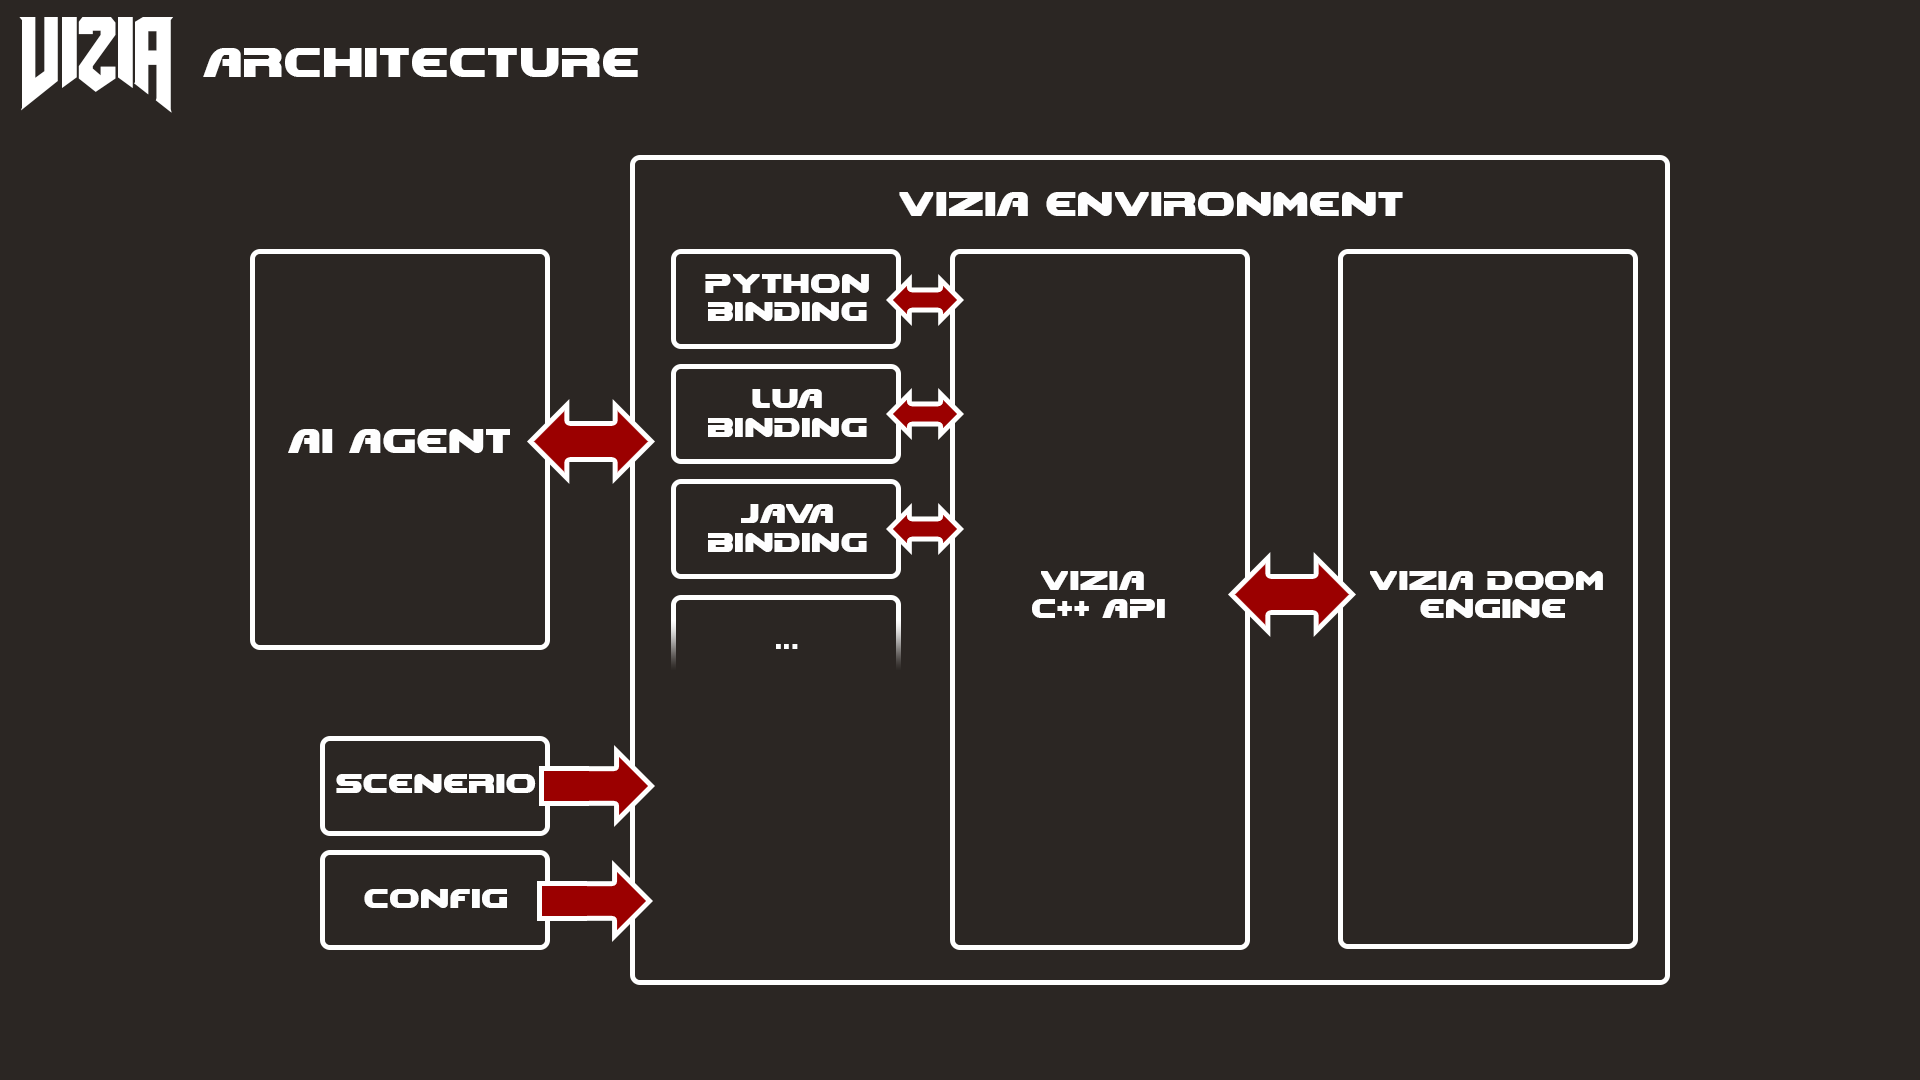 VIZIA ARCHITECTURE
VIZIA ENVIRONMENT
AI AGENT
PYTHON
BINDING
LUA
BINDING
JAVA
BINDING
...
VIZIA
C++ API
VIZIA DOOM
ENGINE
SCENERIO
CONFIG